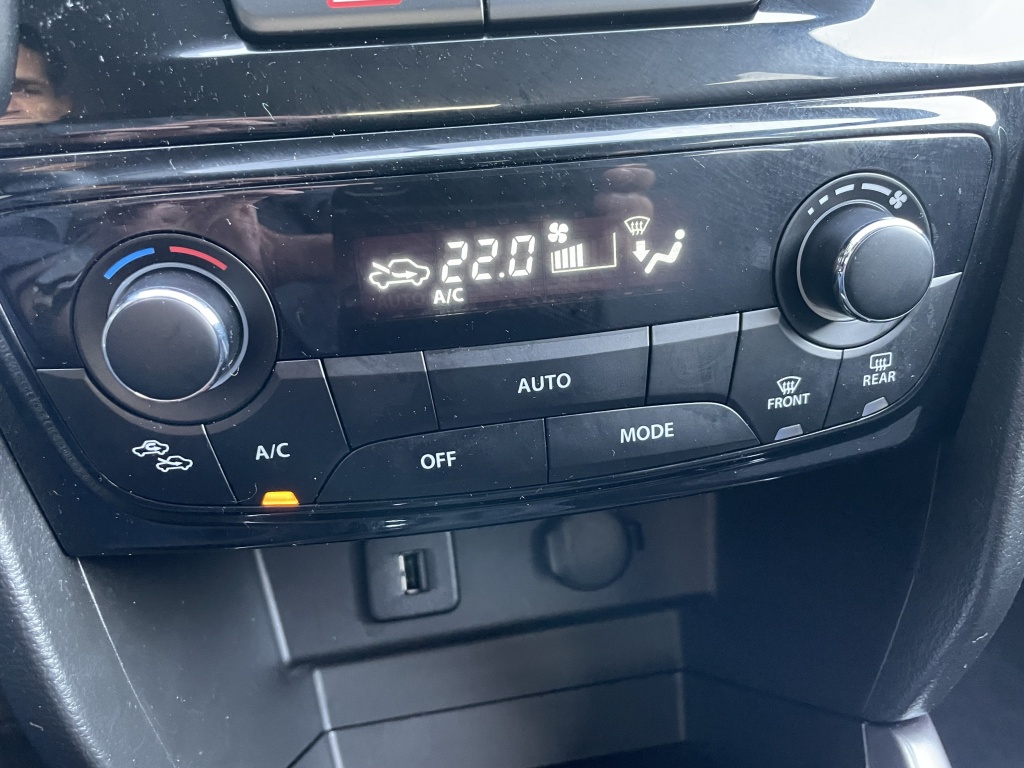 22.0
A/C
AUTO
FRONT
REAR
A/C
OFF
MODE